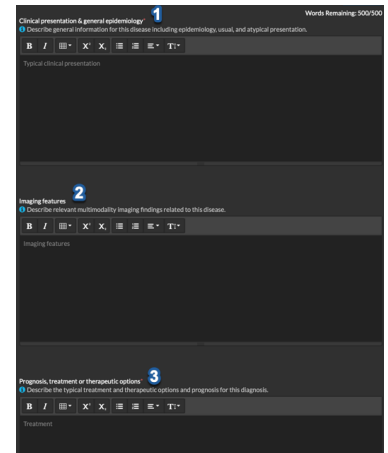 1
Words Remaining: 500/500
Clinical presentation & general epidemiology*
Describe general information for this disease including epidemiology, usual, and atypical presentation.
B I X˄ X, T↕
Typical clinical presentation
2
Imaging features
Describe relevant multimodality imaging findings related to this disease.
B I X˄ X, T↕
Imaging features
3
Prognosis, treatment or therapeutic options*
Describe the typical treatment and therapeutic options and prognosis for this diagnosis.
B I X˄ X, T↕
Treatment